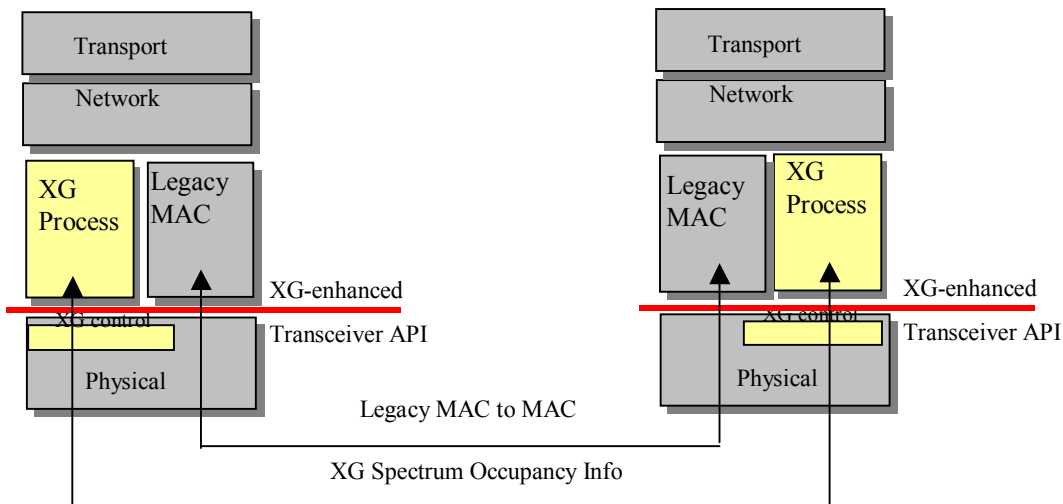 Transport
Network
XG
Process
Legacy
MAC
XG-enhanced
XG control
Transceiver API
Physical
Transport
Network
Legacy
MAC
XG
Process
XG-enhanced
XG control
Transceiver API
Physical
Legacy MAC to MAC
XG Spectrum Occupancy Info